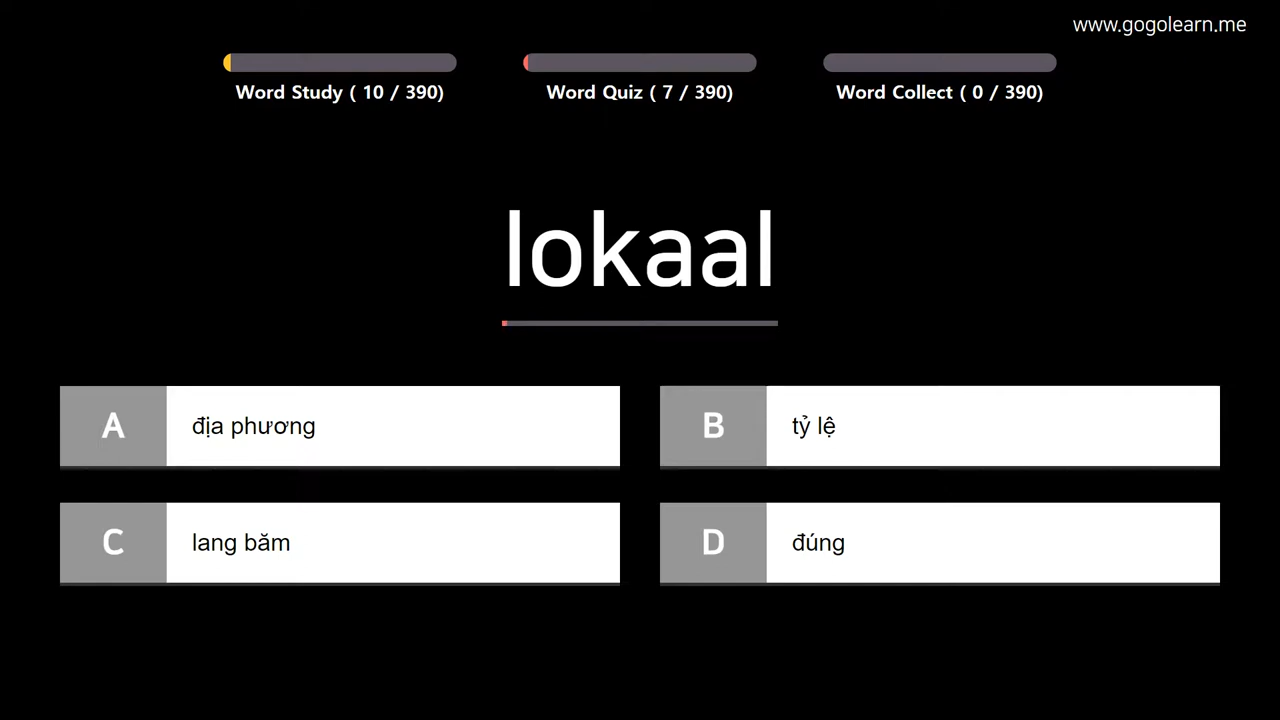 www.gogolearn.me
Word Study ( 10 / 390)
Word Quiz ( 7 / 390)
Word Collect ( 0 / 390)
lokaal
A địa phương
B tỷ lệ
C lang băm
D đúng